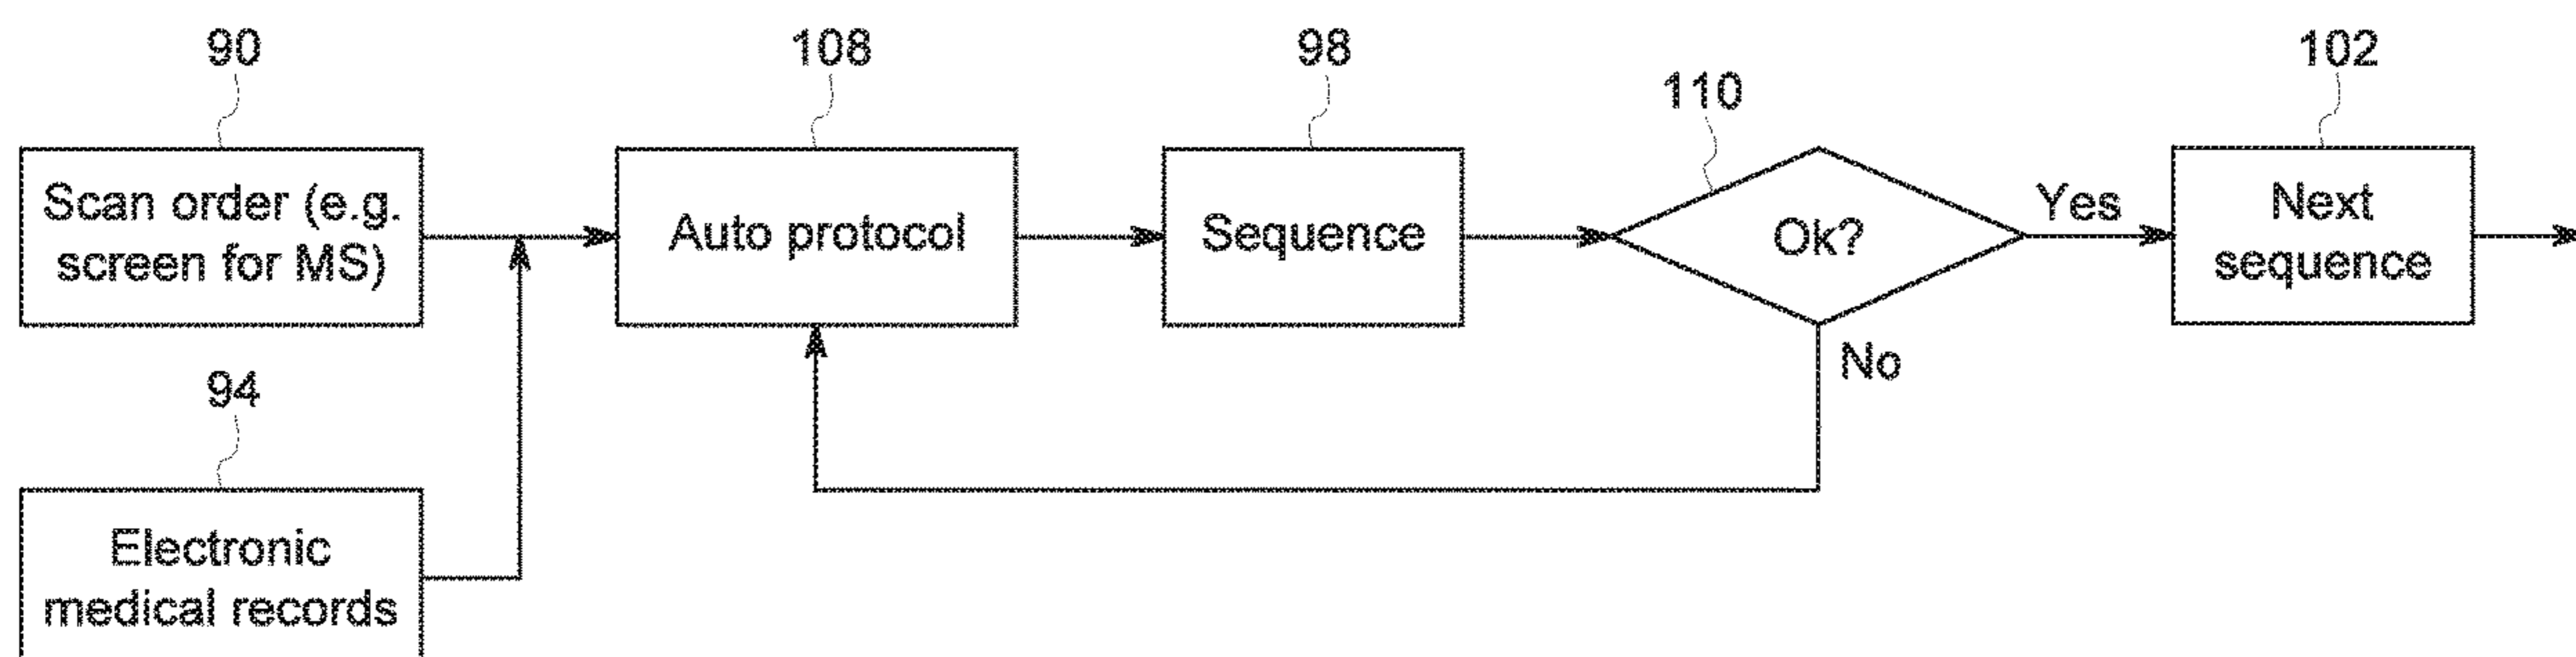 90
108
98
110
102
Scan order (e.g.
screen for MS)
Auto protocol
Sequence
Ok?
Yes
Next
sequence
No
94
Electronic
medical records